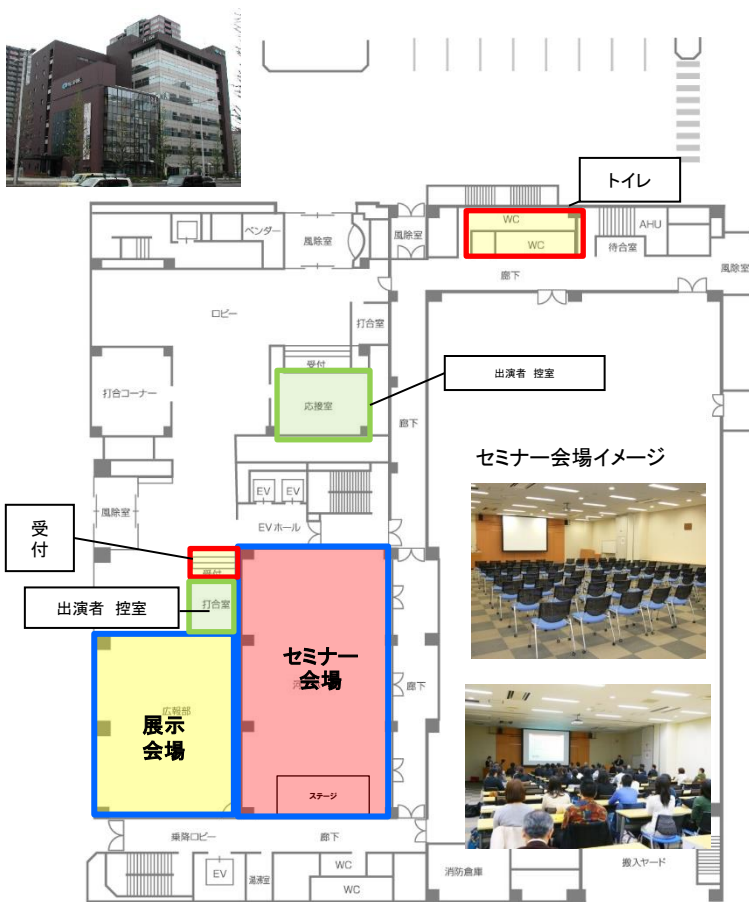 トイレ
WC
WC
AHU
待合室
ベンダー
風除室
風除室
風除室
廊下
ロビー
打合室
受付
応接室
出演者 控室
打合コーナー
廊下
セミナー会場イメージ
EV
EV
風除室
EVホール
受
付
受付
打合室
出演者 控室
セミナー
会場
広報部
展示
会場
廊下
ステージ
乗降ロビー
廊下
EV
湯沸室
WC
WC
消防倉庫
搬入ヤード